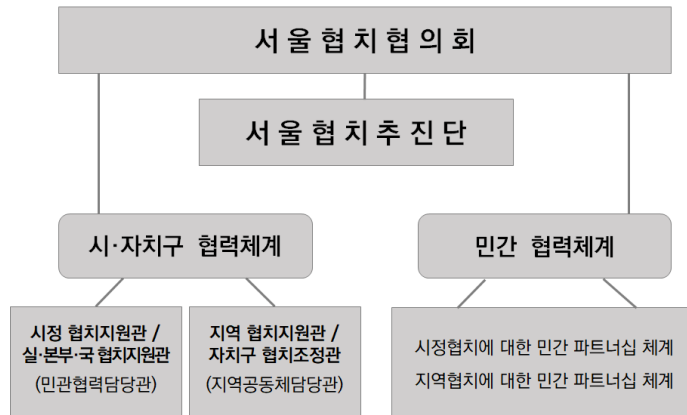 서울협치협의회
서울협치추진단
시·자치구 협력체계
민간 협력체계
시정 협치지원관 /
실·본부·국 협치지원관
(민관협력담당관)
지역 협치지원관 /
자치구 협치조정관
(지역공동체담당관)
시정협치에 대한 민간 파트너십 체계
지역협치에 대한 민간 파트너십 체계